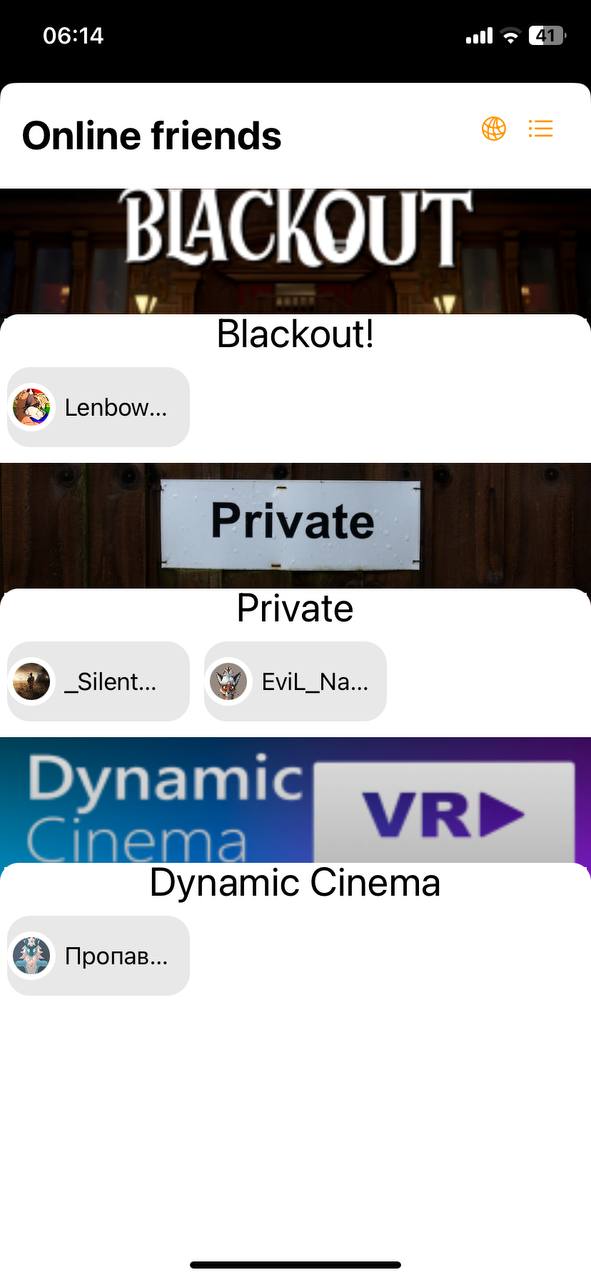 06:14
41
Online friends
BLACKOUT
Blackout!
Lenbow...
Private
Private
_Silent...
EviL_Na...
Dynamic
Cinema
VR
Dynamic Cinema
Пропав...